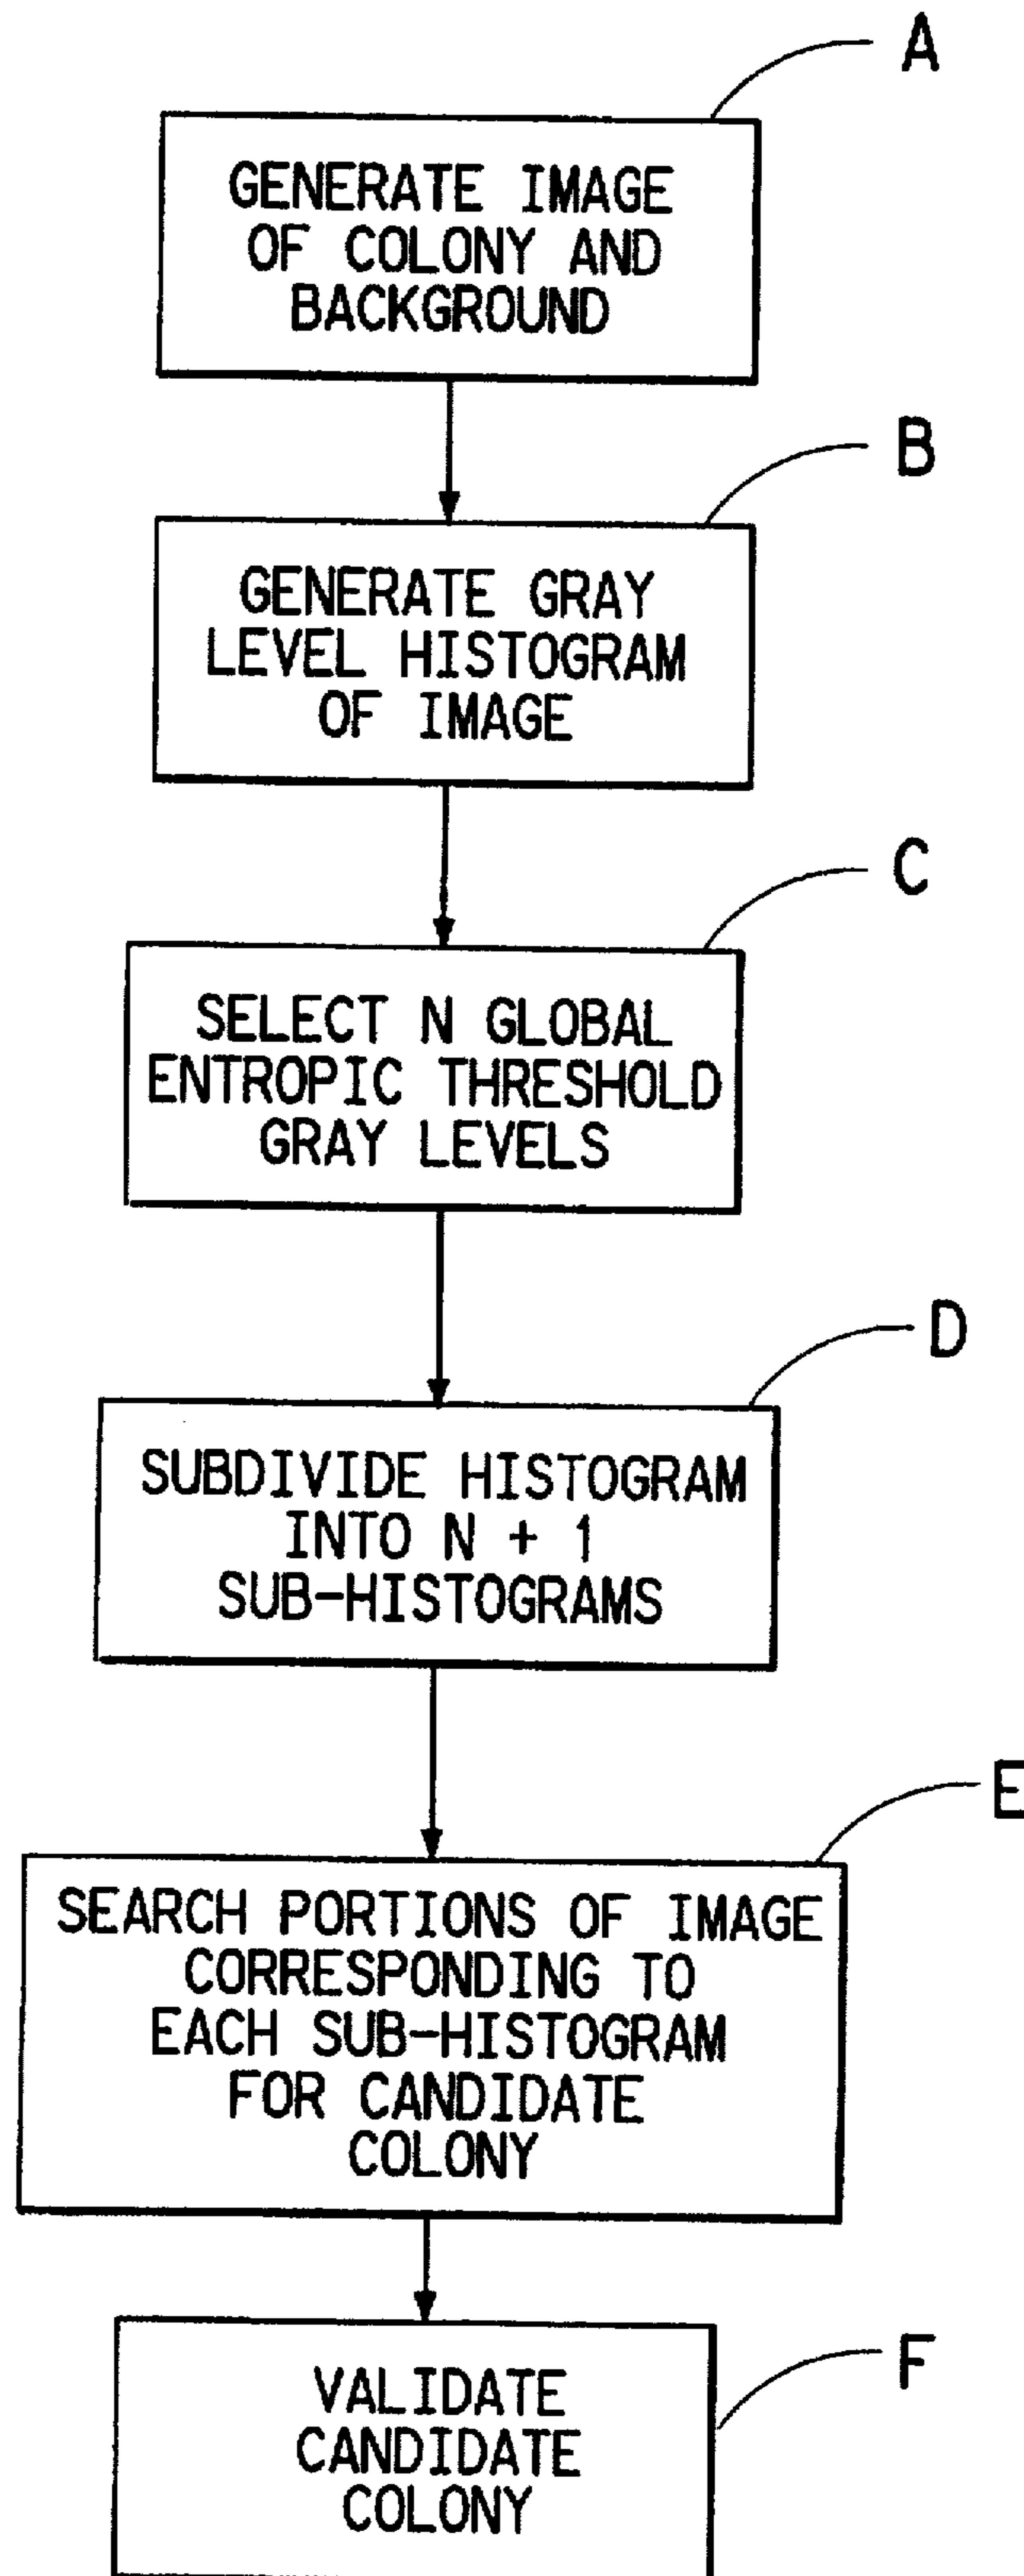 A
GENERATE IMAGE
OF COLONY AND
BACKGROUND
B
GENERATE GRAY
LEVEL HISTOGRAM
OF IMAGE
C
SELECT N GLOBAL
ENTROPIC THRESHOLD
GRAY LEVELS
D
SUBDIVIDE HISTOGRAM
INTO N + 1
SUB-HISTOGRAMS
E
SEARCH PORTIONS OF IMAGE
CORRESPONDING TO
EACH SUB-HISTOGRAM
FOR CANDIDATE
COLONY
F
VALIDATE
CANDIDATE
COLONY